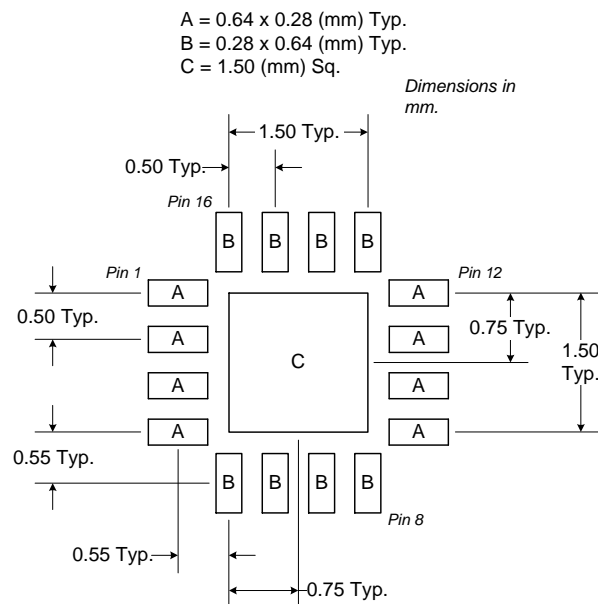 A = 0.64 x 0.28 (mm) Typ.
B = 0.28 x 0.64 (mm) Typ.
C = 1.50 (mm) Sq.
Dimensions in
mm.
1.50 Typ.
0.50 Typ.
Pin 16
B B B B
Pin 1
A
A
Pin 12
0.50 Typ.
A
A
0.75 Typ.
1.50
Typ.
C
A
A
A
A
0.55 Typ.
B B B B
Pin 8
0.55 Typ.
0.75 Typ.